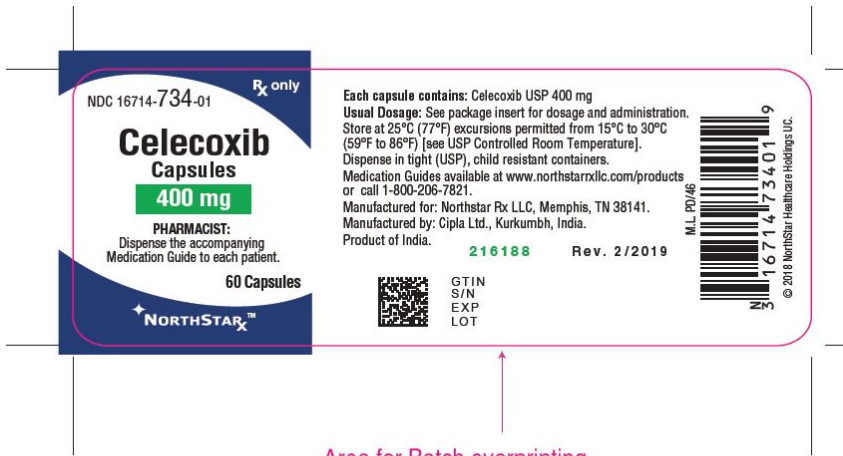 Rx only
NDC 16714-734-01
Celecoxib
Capsules
400 mg
PHARMACIST:
Dispense the accompanying
Medication Guide to each patient.
60 Capsules
NORTHSTARx™
Each capsule contains: Celecoxib USP 400 mg
Usual Dosage: See package insert for dosage and administration.
Store at 25°C (77°F) excursions permitted from 15°C to 30°C
(59°F to 86°F) [see USP Controlled Room Temperature].
Dispense in tight (USP), child resistant containers.
Medication Guides available at www.northstarrxllc.com/products
or call 1-800-206-7821.
Manufactured for: Northstar Rx LLC, Memphis, TN 38141.
Manufactured by: Cipla Ltd., Kurkumbh, India.
Product of India.
216188 Rev. 2/2019
GTIN
S/N
EXP
LOT
M.L. PD/46
N
3 16714 73401 9
© 2018 NorthStar Healthcare Holdings UC.
Area for Batch overprinting